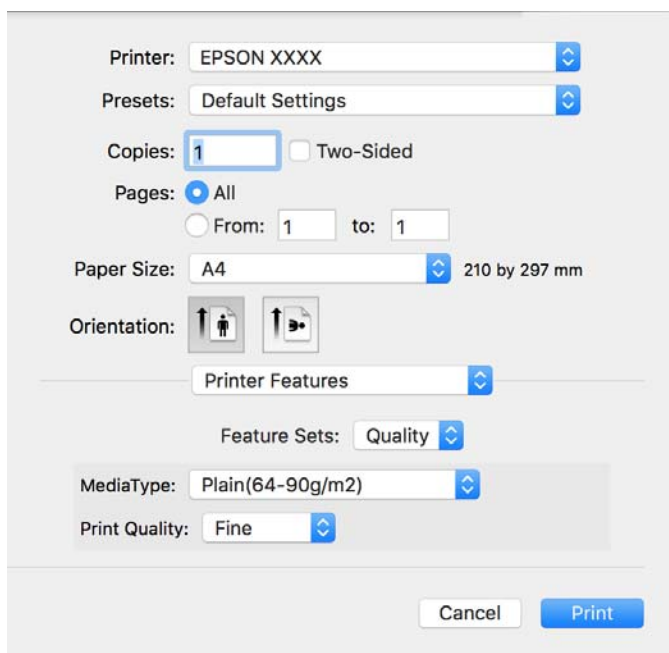 Printer: EPSON XXXX
Presets: Default Settings
Copies: 1 Two-Sided
Pages: All
From: 1 to: 1
Paper Size: A4 210 by 297 mm
Orientation:
Printer Features
Feature Sets: Quality
MediaType: Plain(64-90g/m2)
Print Quality: Fine
Cancel Print